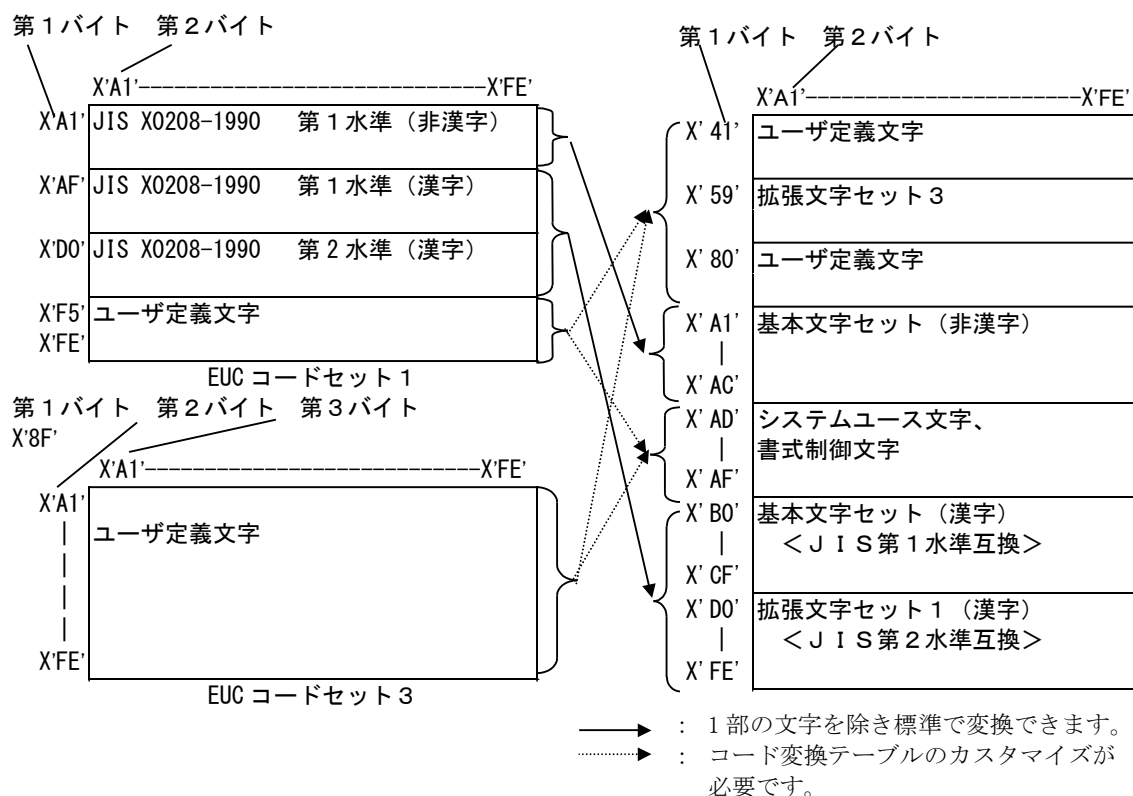 第１バイト　第２バイト
X'A1'-----------------------------X'FE'
X'A1' JIS X0208-1990　第１水準（非漢字）
X'AF' JIS X0208-1990　第１水準（漢字）
X'D0' JIS X0208-1990　第２水準（漢字）
X'F5' ユーザ定義文字
X'FE'
EUC コードセット１
第１バイト　第２バイト　第３バイト
X'8F'
X'A1'----------------------------X'FE'
X'A1'
| ユーザ定義文字
|
|
|
X'FE'
EUC コードセット３
第１バイト　第２バイト
X'A1'-----------------------X'FE'
X'41' ユーザ定義文字
X'59' 拡張文字セット３
X'80' ユーザ定義文字
X'A1' 基本文字セット（非漢字）
|
X'AC'
X'AD' システムユース文字、
| 書式制御文字
X'AF'
X'B0' 基本文字セット（漢字）
| ＜ＪＩＳ第１水準互換＞
X'CF'
X'D0' 拡張文字セット１（漢字）
| ＜ＪＩＳ第２水準互換＞
X'FE'
： 1 部の文字を除き標準で変換できます。
： コード変換テーブルのカスタマイズが
必要です。